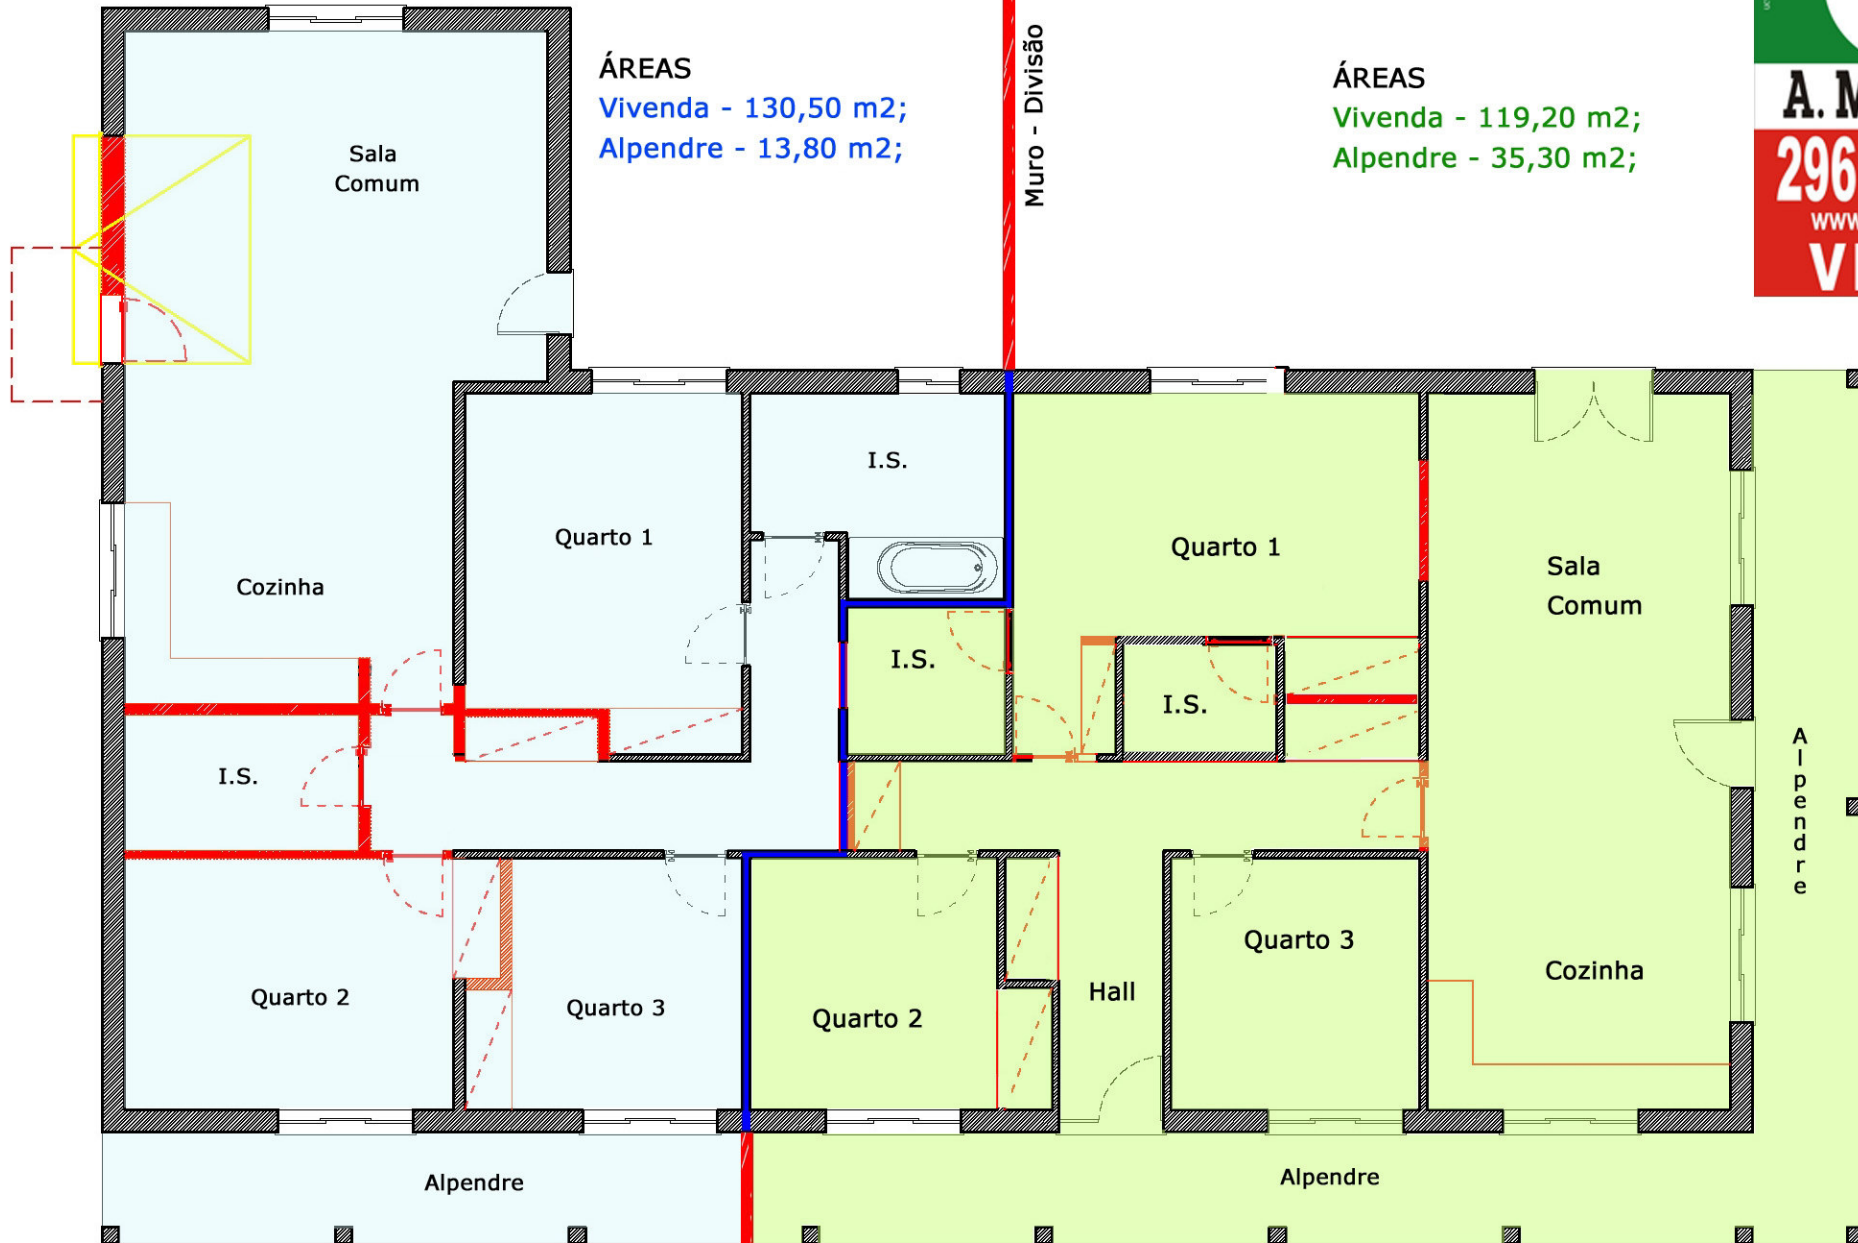 ÁREAS
Vivenda - 130,50 m2;
Alpendre - 13,80 m2;
Muro - Divisão
ÁREAS
Vivenda - 119,20 m2;
Alpendre - 35,30 m2;
A. M
296
www
V
Sala
Comum
I.S.
Quarto 1
Quarto 1
Sala
Comum
Cozinha
I.S.
I.S.
I.S.
Alpendre
Quarto 2
Quarto 3
Quarto 2
Hall
Quarto 3
Cozinha
Alpendre
Alpendre